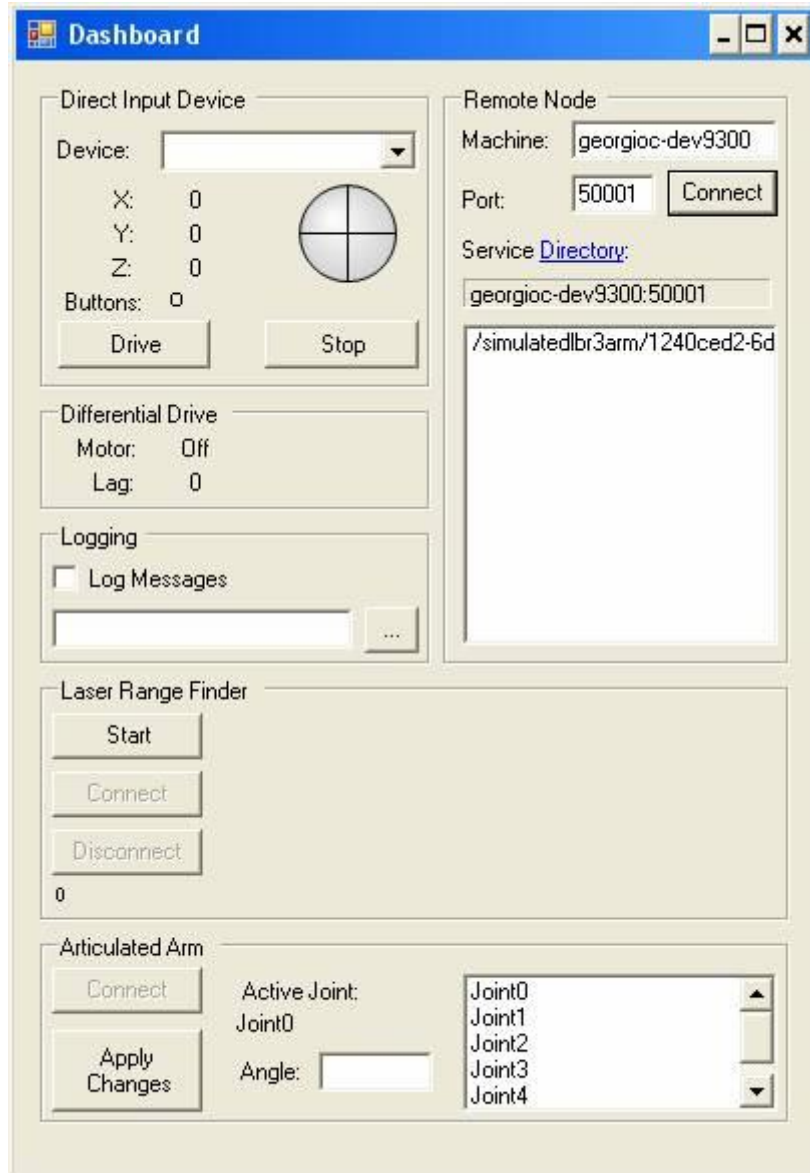 Dashboard
Direct Input Device
Device:
X: 0
Y: 0
Z: 0
Buttons: 0
Drive Stop
Differential Drive
Motor: Off
Lag: 0
Logging
Log Messages
...
Remote Node
Machine: georgioc-dev9300
Port: 50001 Connect
Service Directory:
georgioc-dev9300:50001
/simulatedlbr3arm/1240ced2-6d
Laser Range Finder
Start
Connect
Disconnect
0
Articulated Arm
Connect
Apply
Changes
Active Joint:
Joint0
Angle:
Joint0
Joint1
Joint2
Joint3
Joint4